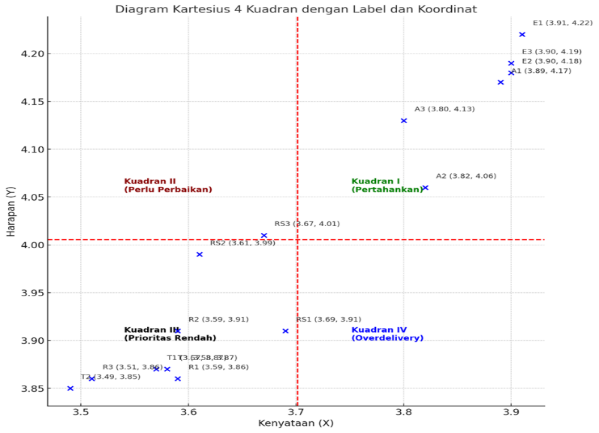 Diagram Kartesius 4 Kuadran dengan Label dan Koordinat
E1 (3.91, 4.22)
E3 (3.90, 4.19)
E2 (3.90, 4.18)
A1 (3.89, 4.17)
A3 (3.80, 4.13)
Kuadran II
(Perlu Perbaikan)
Kuadran I
(Pertahankan)
A2 (3.82, 4.06)
RS3 (3.67, 4.01)
RS2 (3.61, 3.99)
R2 (3.59, 3.91)
RS1 (3.69, 3.91)
Kuadran III
(Prioritas Rendah)
Kuadran IV
(Overdelivery)
R3 (3.51, 3.86)
R1 (3.59, 3.86)
T2 (3.49, 3.85)
4.20
4.15
4.10
4.05
4.00
3.95
3.90
3.85
Harapan (Y)
3.5
3.6
3.7
3.8
3.9
Kenyataan (X)